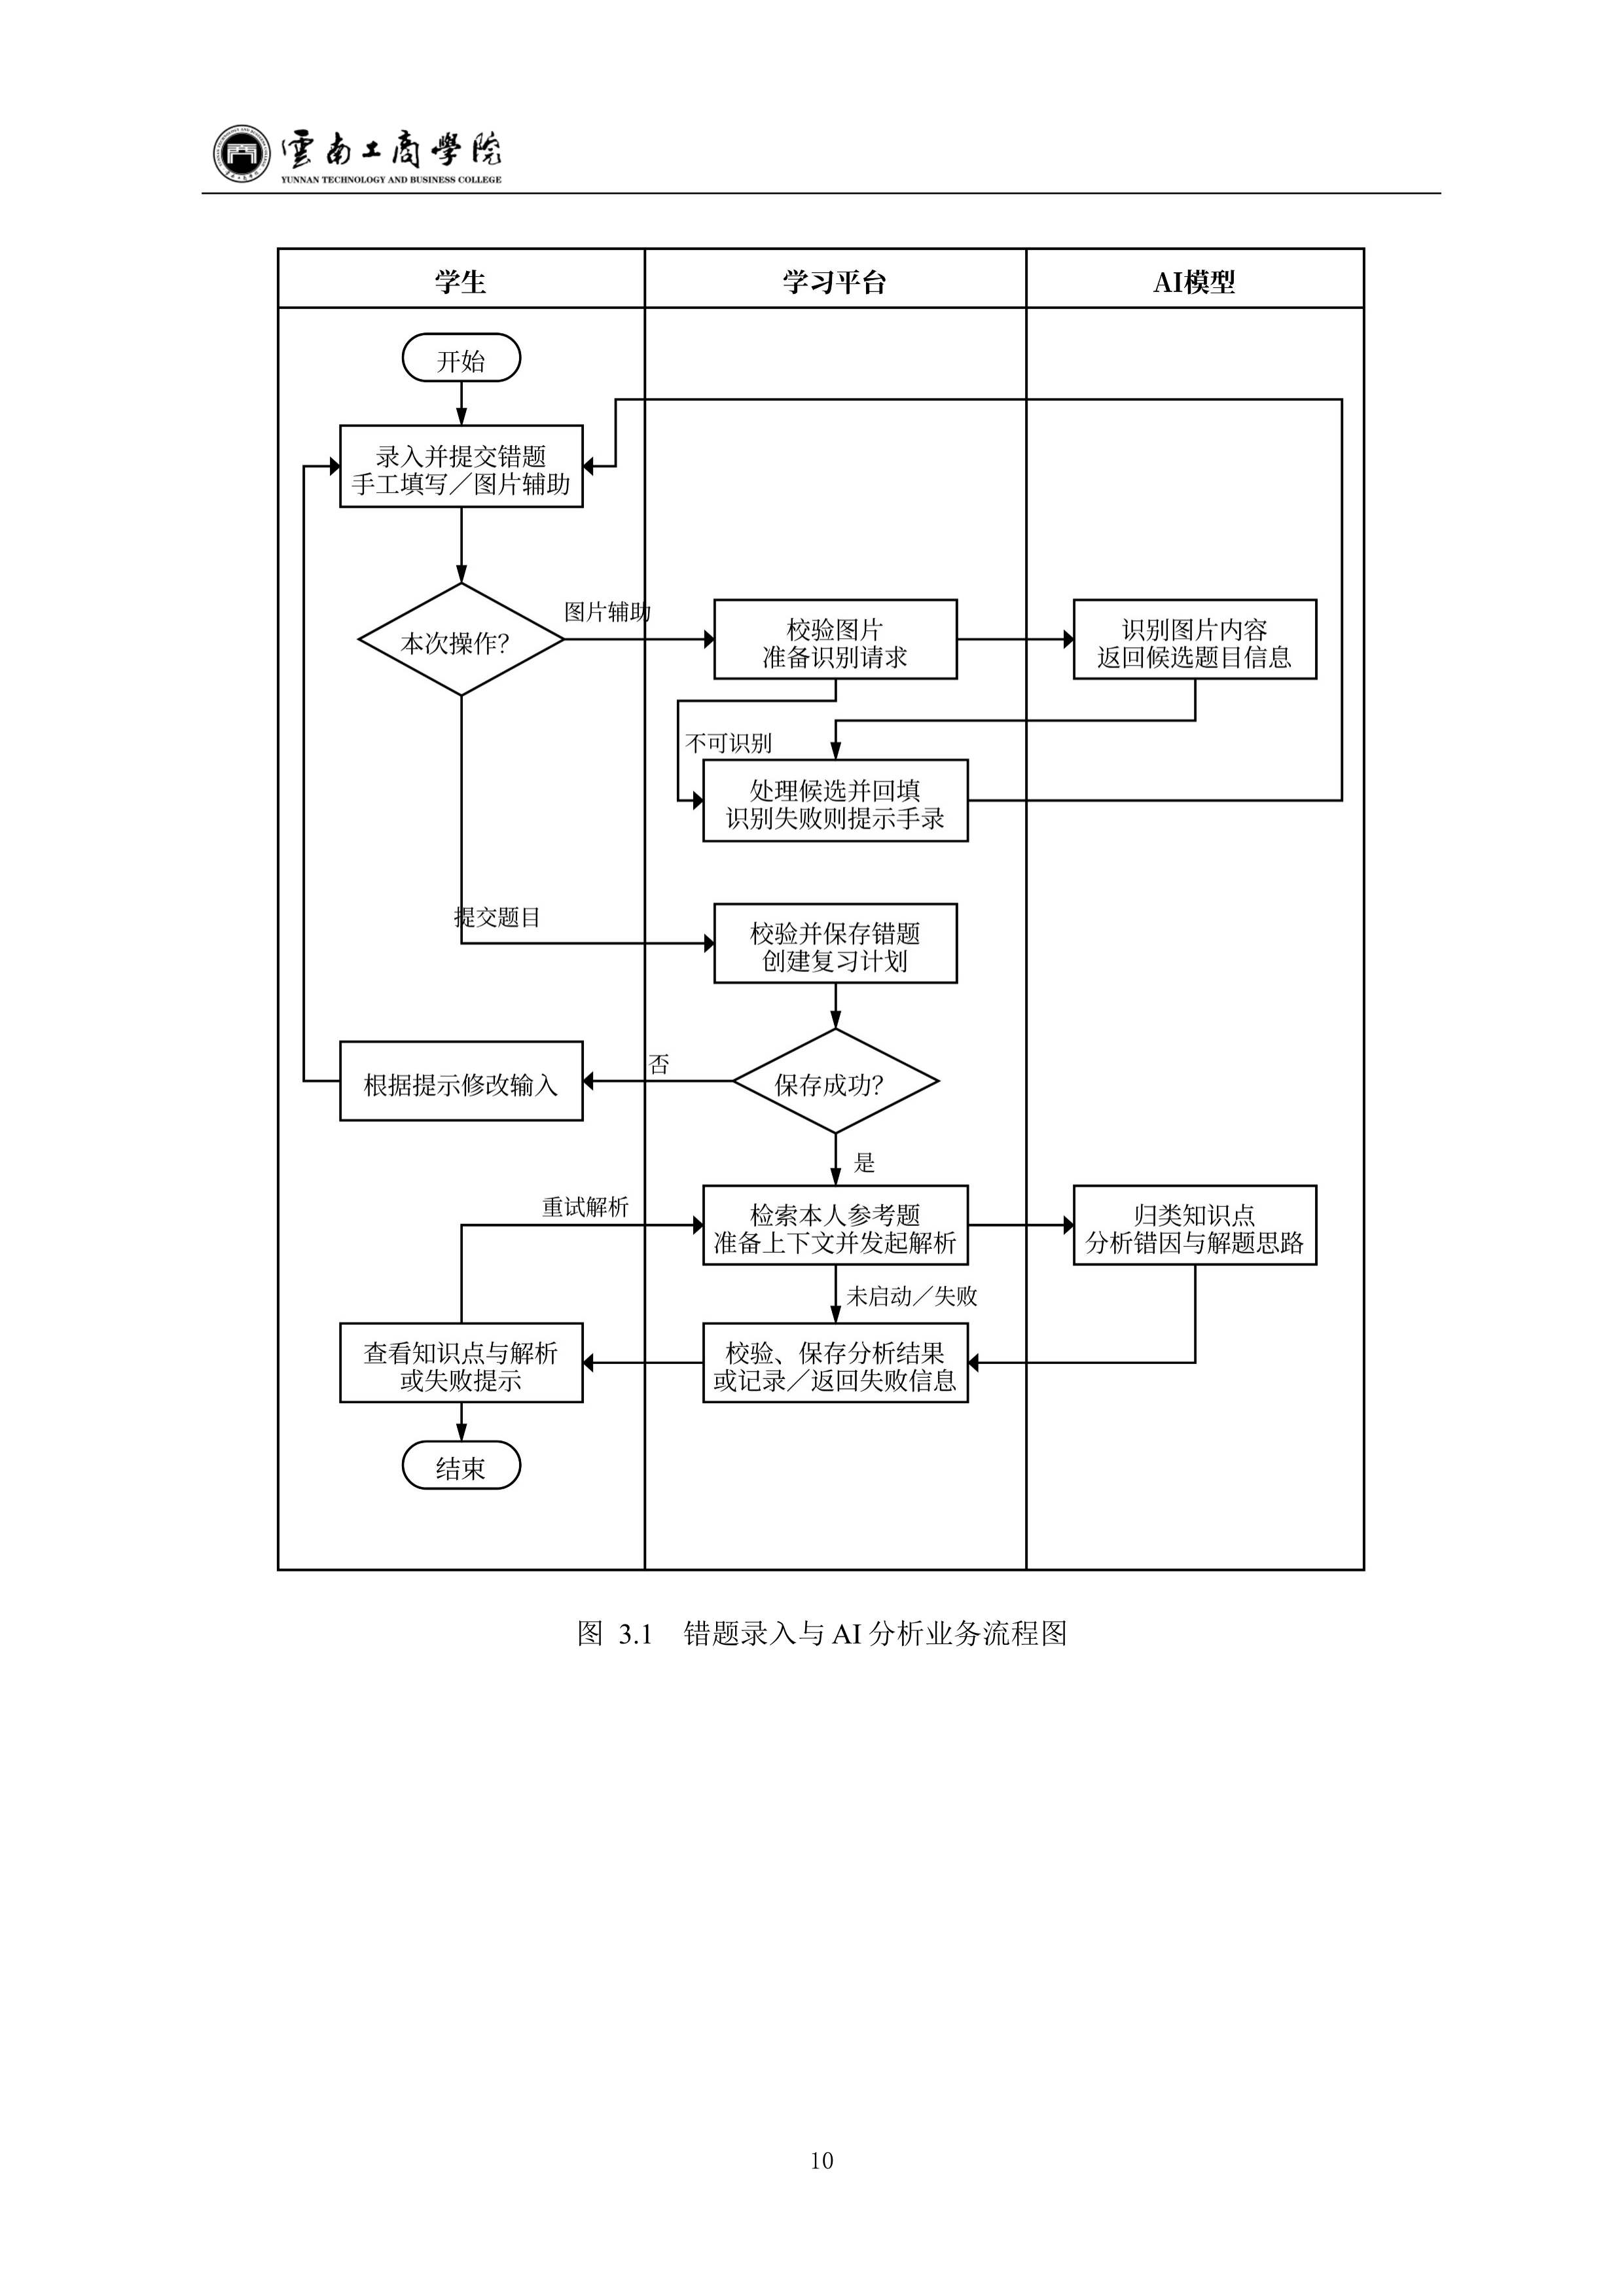 雲南工商學院
YUNNAN TECHNOLOGY AND BUSINESS COLLEGE
学生
学习平台
AI模型
开始
录入并提交错题
手工填写／图片辅助
本次操作？
图片辅助
校验图片
准备识别请求
识别图片内容
返回候选题目信息
不可识别
处理候选并回填
识别失败则提示手录
提交题目
校验并保存错题
创建复习计划
根据提示修改输入
否
保存成功？
是
重试解析
检索本人参考题
准备上下文并发起解析
归类知识点
分析错因与解题思路
未启动／失败
查看知识点与解析
或失败提示
校验、保存分析结果
或记录／返回失败信息
结束
图 3.1 错题录入与 AI 分析业务流程图
10